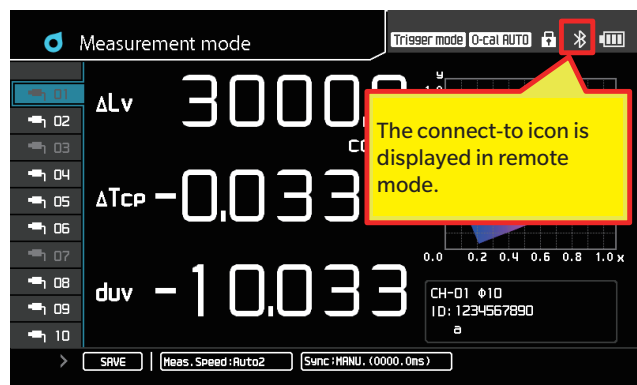 Measurement mode
Trigger mode
0-cal AUTO
01
02
03
04
05
06
07
08
09
10
ΔLv 3000.
ΔTcp -0.033
duv -10.033
y
The connect-to icon is
displayed in remote
mode.
0.0 0.2 0.4 0.6 0.8 1.0 x
CH-01 Φ10
ID: 1234567890
a
> SAVE Meas.Speed:Auto2 Sync:MANU.(0000.0ms)